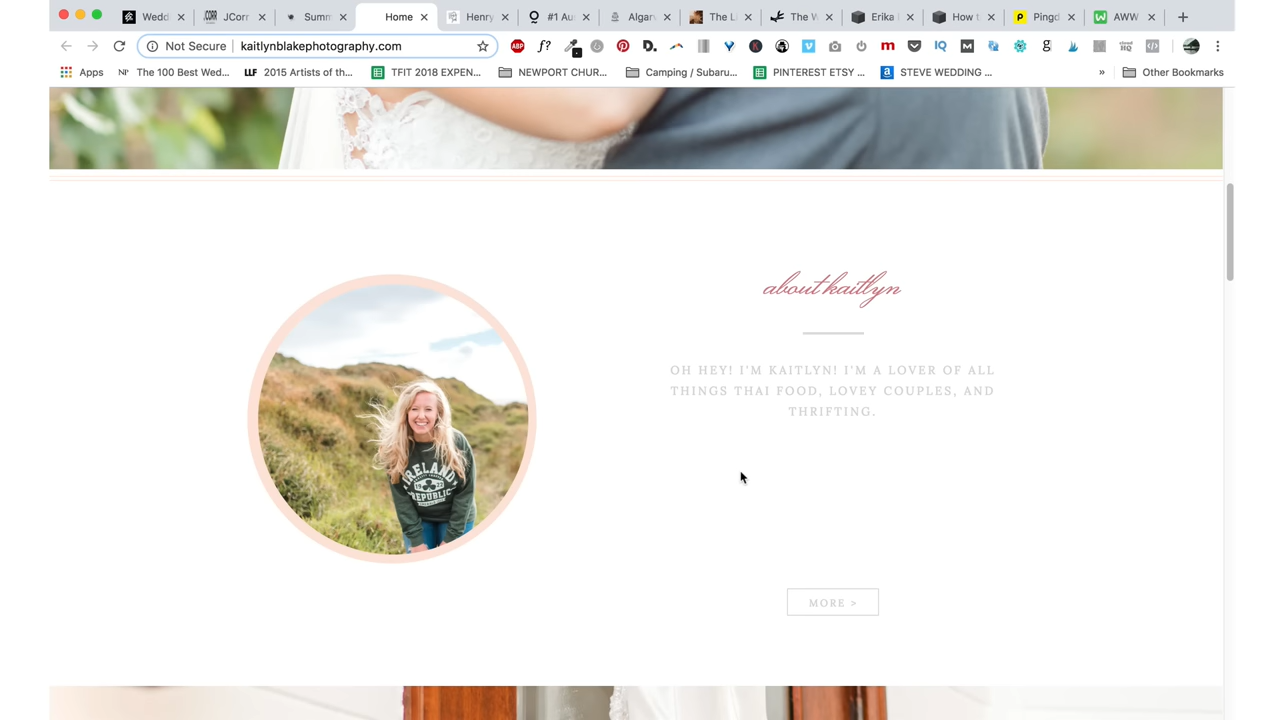 Wedd
JCorr
Summ
Home
Henry
#1 Au
Algar
The Li
The W
Erika
How t
Pingd
AWW
Not Secure
kaitlynblakephotography.com
Apps
The 100 Best Wed...
LLF
2015 Artists of th...
TFIT 2018 EXPEN...
NEWPORT CHUR...
Camping / Subaru...
PINTEREST ETSY ...
STEVE WEDDING ...
»
Other Bookmarks
about kaitlyn
OH HEY! I'M KAITLYN! I'M A LOVER OF ALL
THINGS THAI FOOD, LOVEY COUPLES, AND
THRIFTING.
IRELAND
REPUBLIC
MORE >